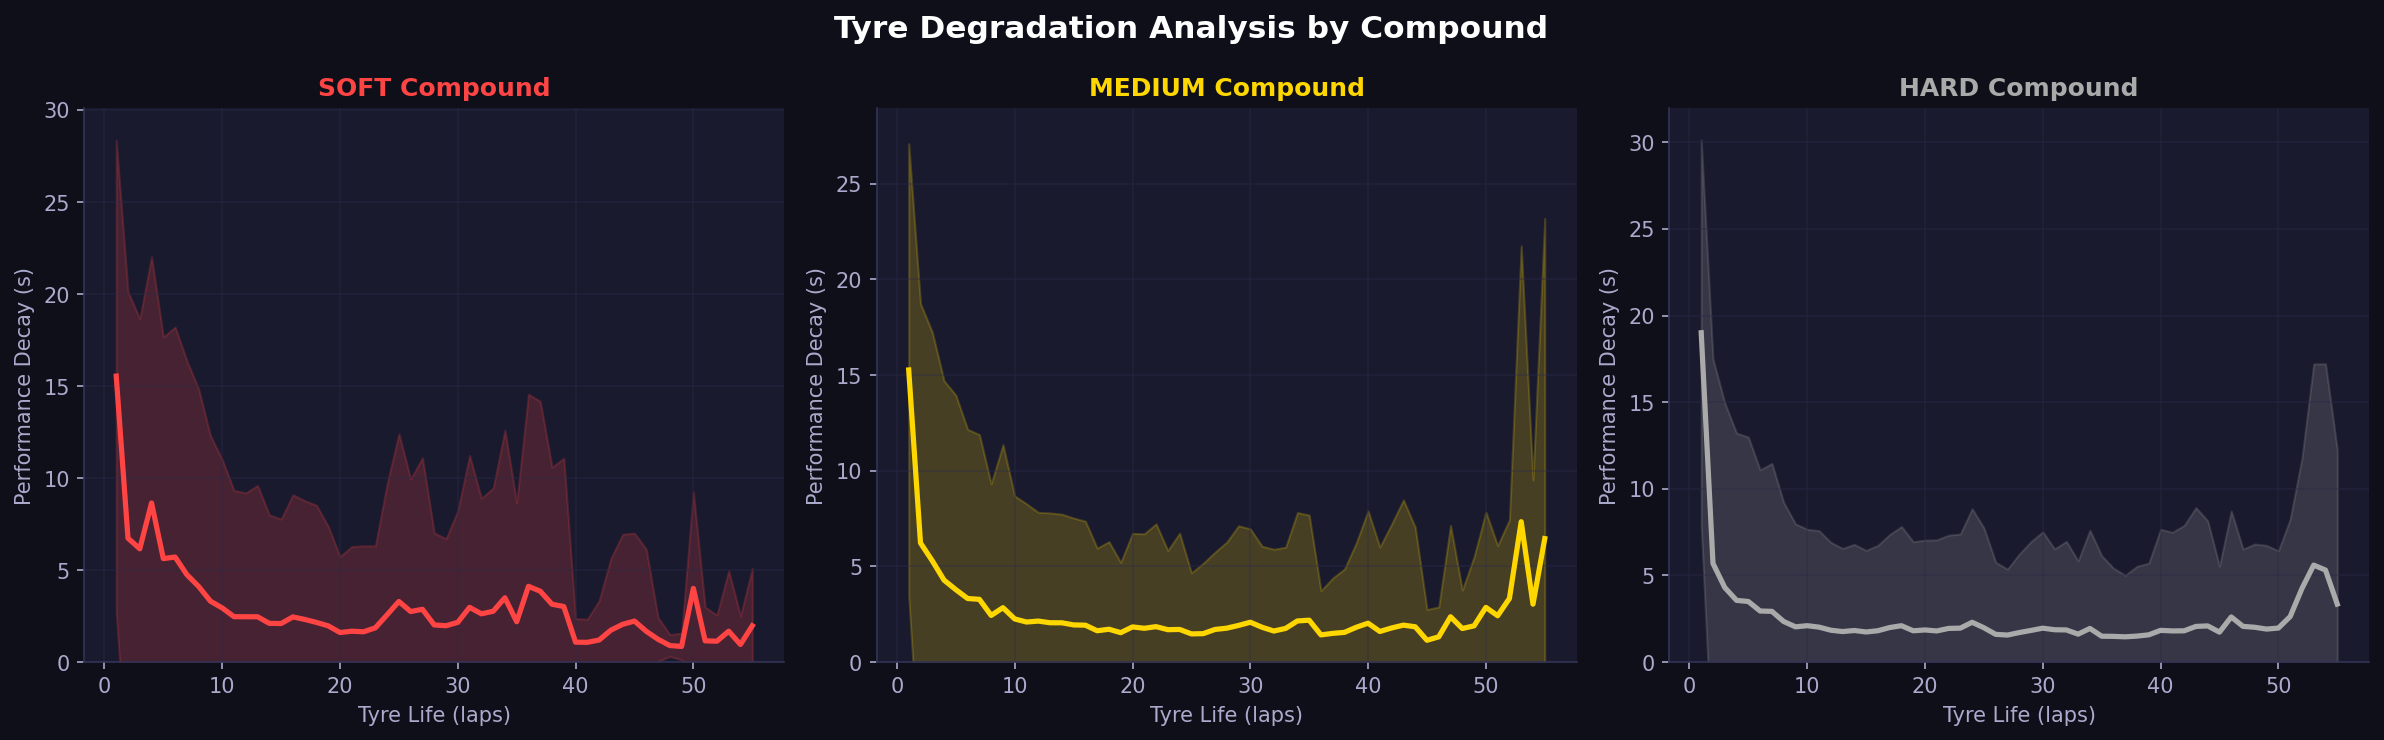 Tyre Degradation Analysis by Compound
SOFT Compound
Performance Decay (s)
30
25
20
15
10
5
0
0 10 20 30 40 50
Tyre Life (laps)
MEDIUM Compound
Performance Decay (s)
25
20
15
10
5
0
0 10 20 30 40 50
Tyre Life (laps)
HARD Compound
Performance Decay (s)
30
25
20
15
10
5
0
0 10 20 30 40 50
Tyre Life (laps)